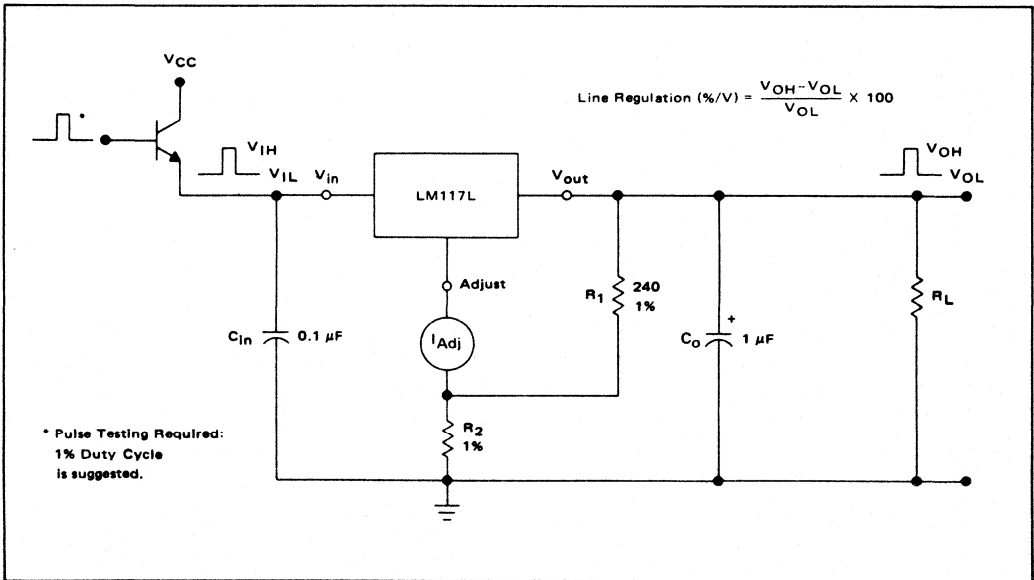 VCC
Line Regulation (%/V) = VOH-VOL / VOL X 100
*
VIH
VIL
Vin
LM117L
Vout
VOH
VOL
Adjust
R1
240
1%
RL
Cin
0.1 µF
IAdj
Co
+
1 µF
R2
1%
* Pulse Testing Required:
1% Duty Cycle
is suggested.